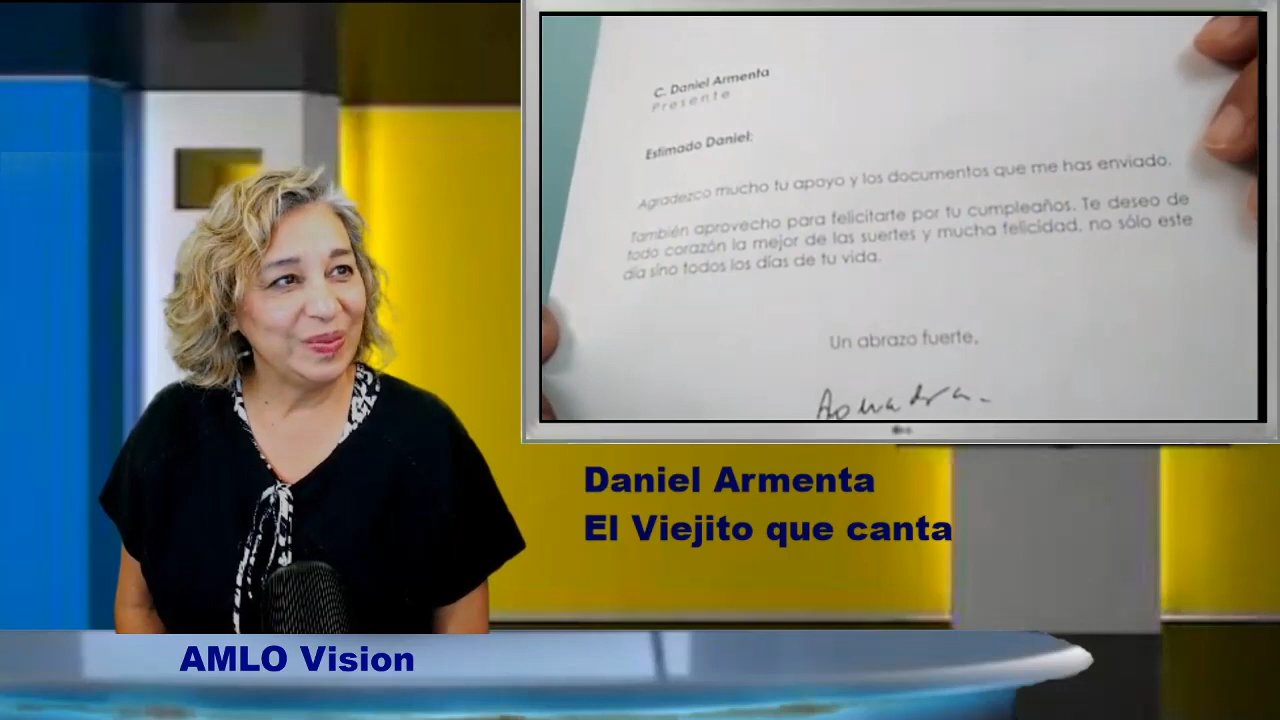 C. Daniel Armenta
Presente
Estimado Daniel:
Agradezco mucho tu apoyo y los documentos que me has enviado.
También aprovecho para felicitarte por tu cumpleaños. Te deseo de
todo corazón la mejor de las suertes y mucha felicidad, no sólo este
día sino todos los días de tu vida.
Un abrazo fuerte,
Daniel Armenta
El Viejito que canta
AMLO Vision